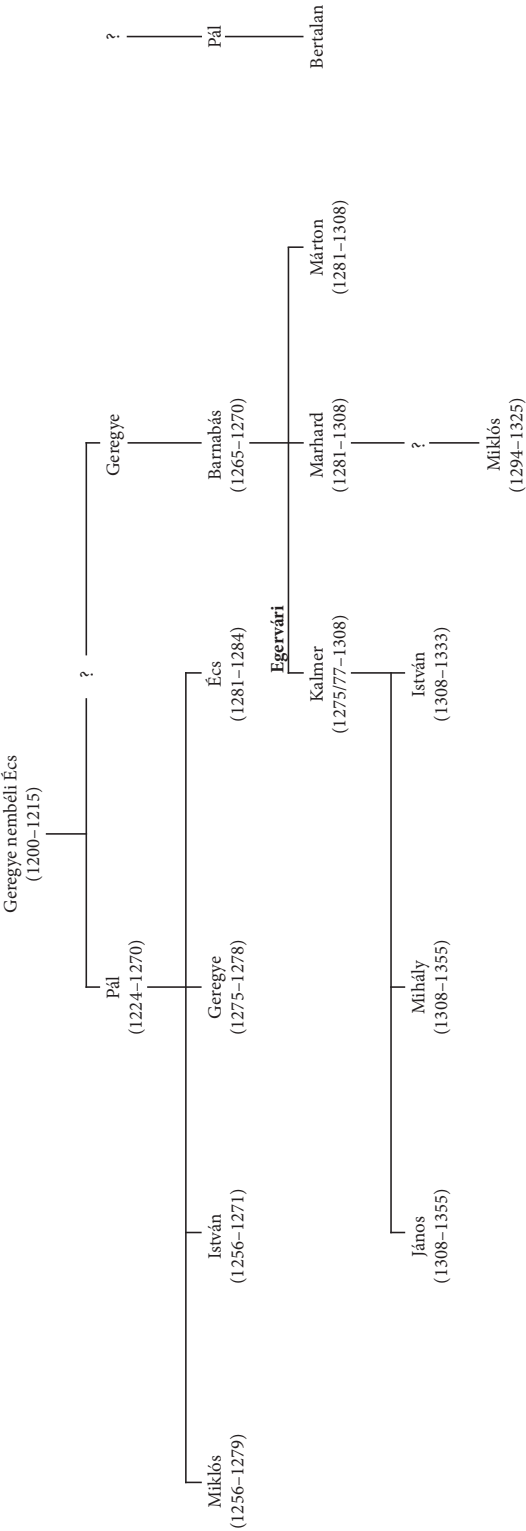 Geregye nembéli Écs
(1200–1215)
?
Pál
(1224–1270)
Geregye
?
Miklós
(1256–1279)
István
(1256–1271)
Geregye
(1275–1278)
Écs
(1281–1284)
Barnabás
(1265–1270)
Pál
Egervári
Kalmer
(1275/77–1308)
Marhard
(1281–1308)
Márton
(1281–1308)
Bertalan
János
(1308–1355)
Mihály
(1308–1355)
István
(1308–1333)
?
Miklós
(1294–1325)